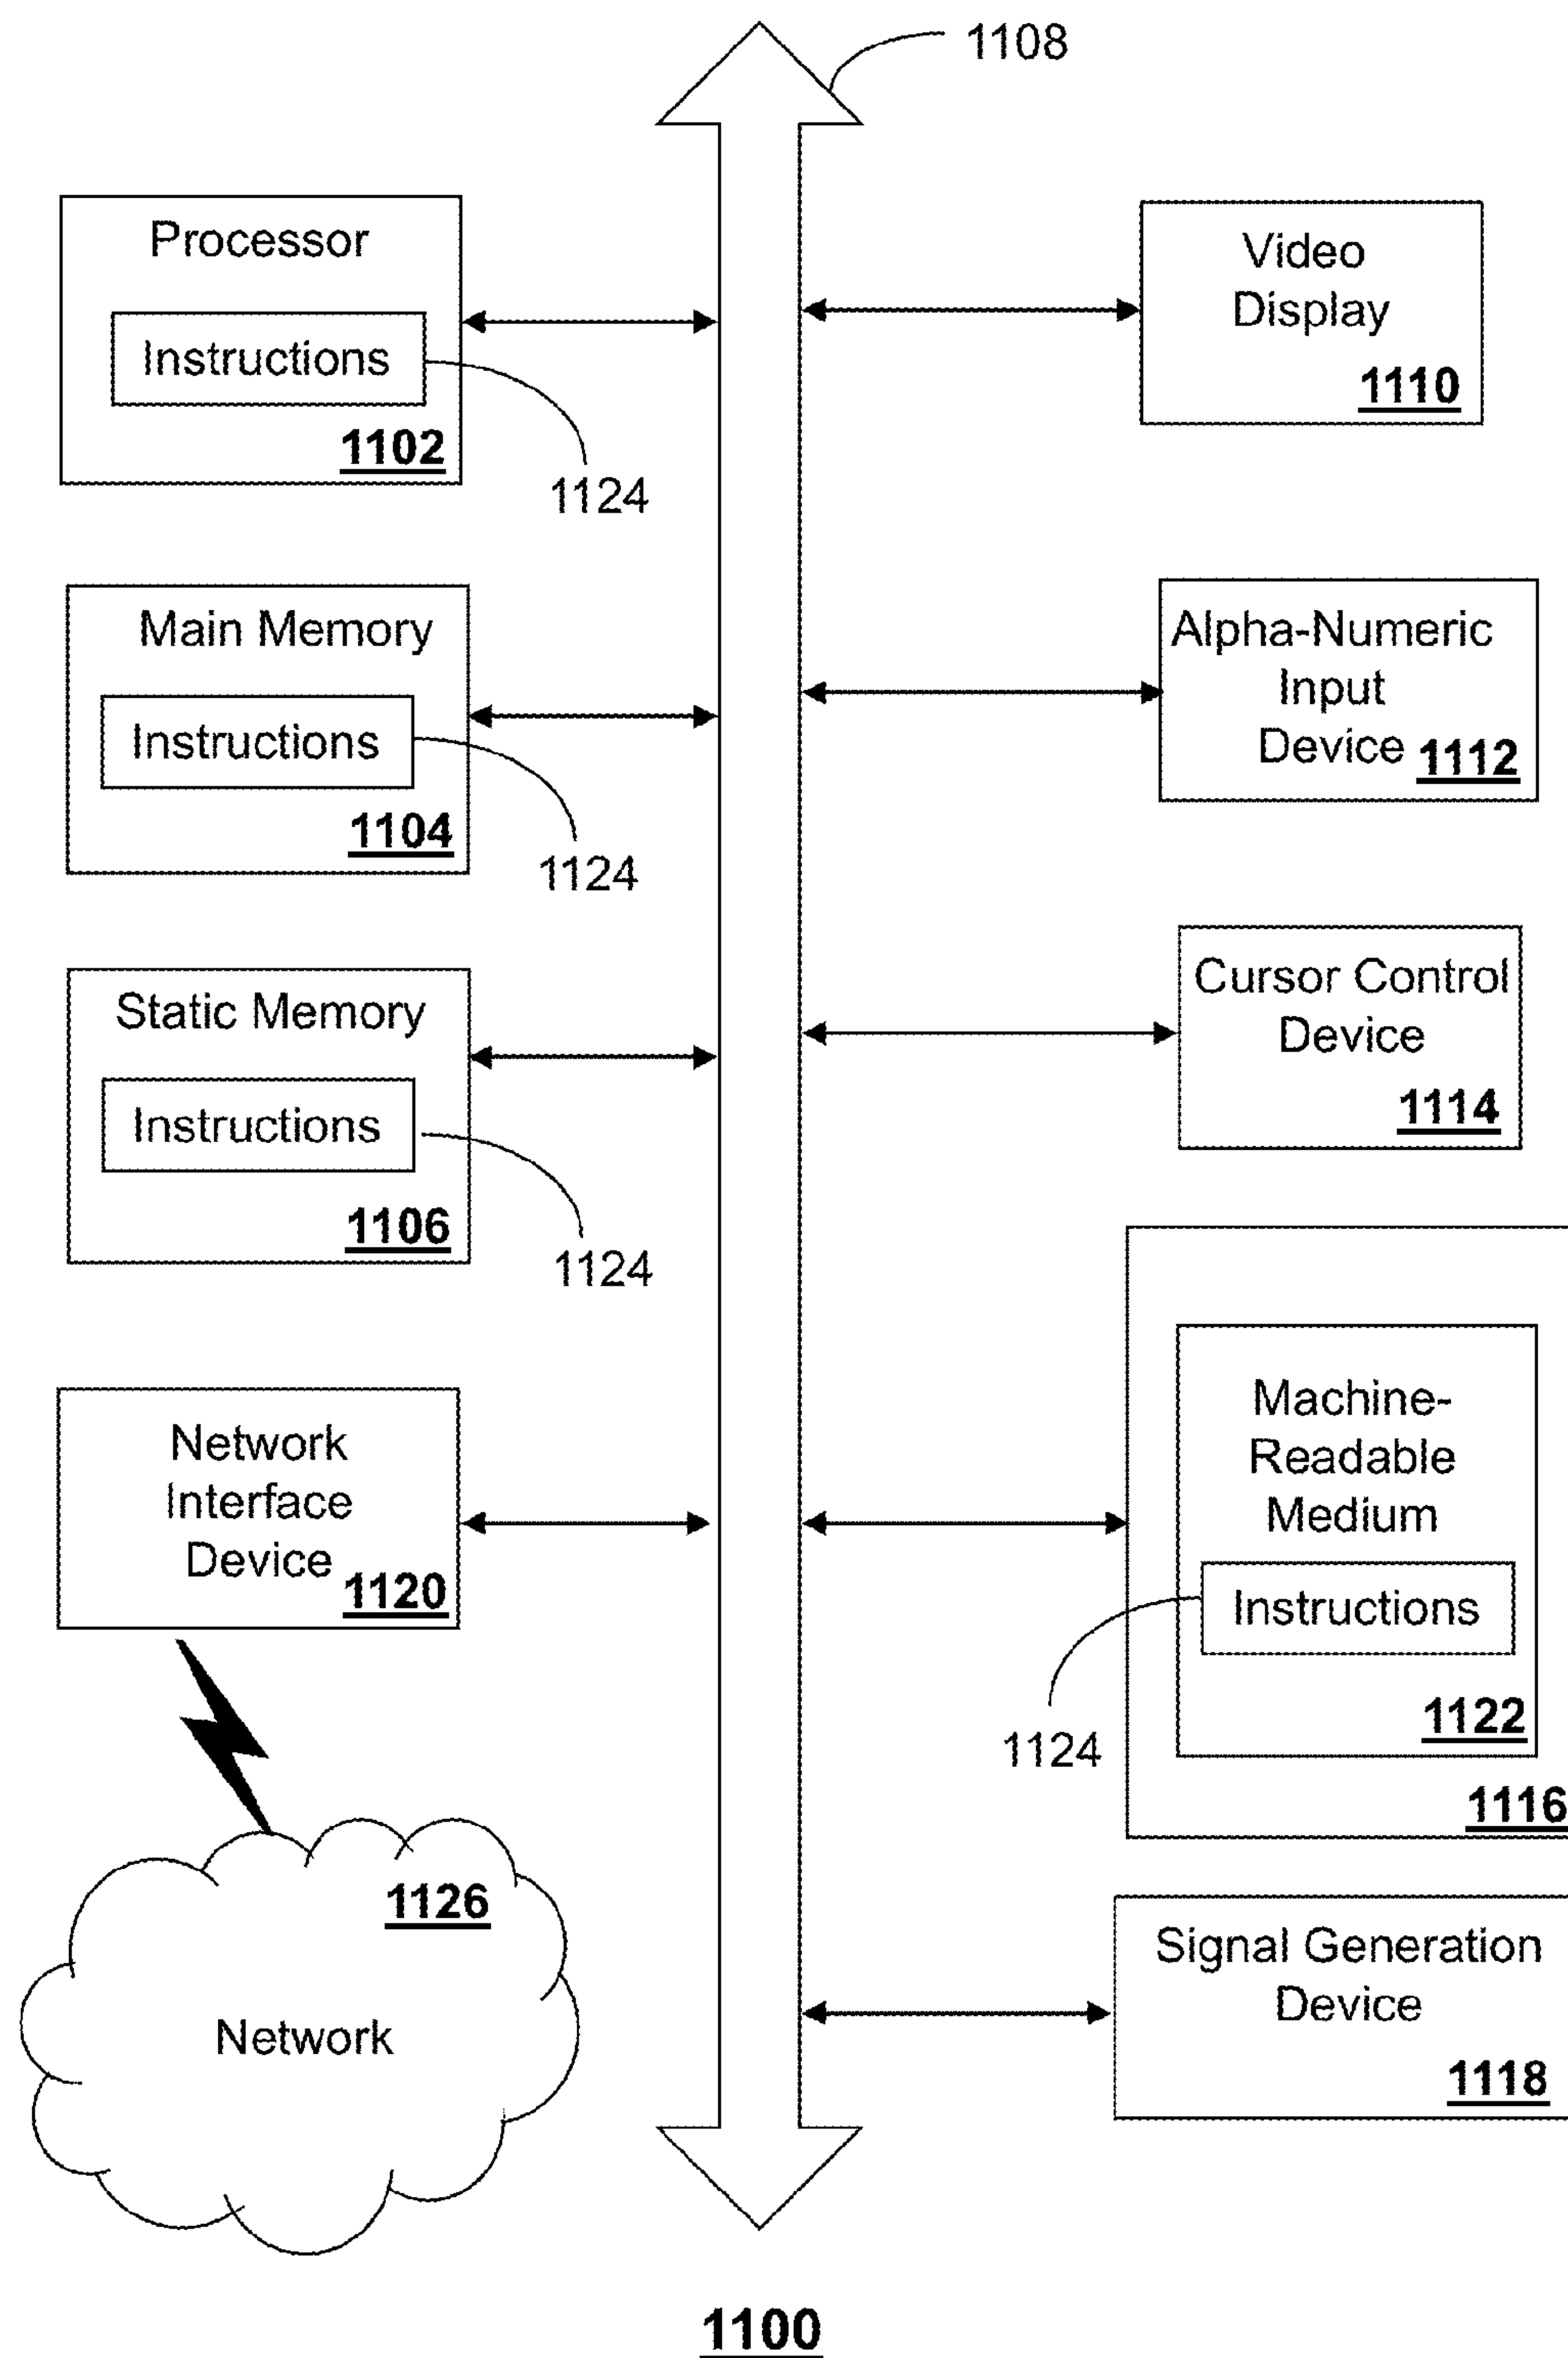 1108
Processor
Instructions
1102
1124
Main Memory
Instructions
1104
1124
Static Memory
Instructions
1106
1124
Network
Interface
Device
1120
1126
Network
Video
Display
1110
Alpha-Numeric
Input
Device
1112
Cursor Control
Device
1114
Machine-
Readable
Medium
Instructions
1122
1124
1116
Signal Generation
Device
1118
1100